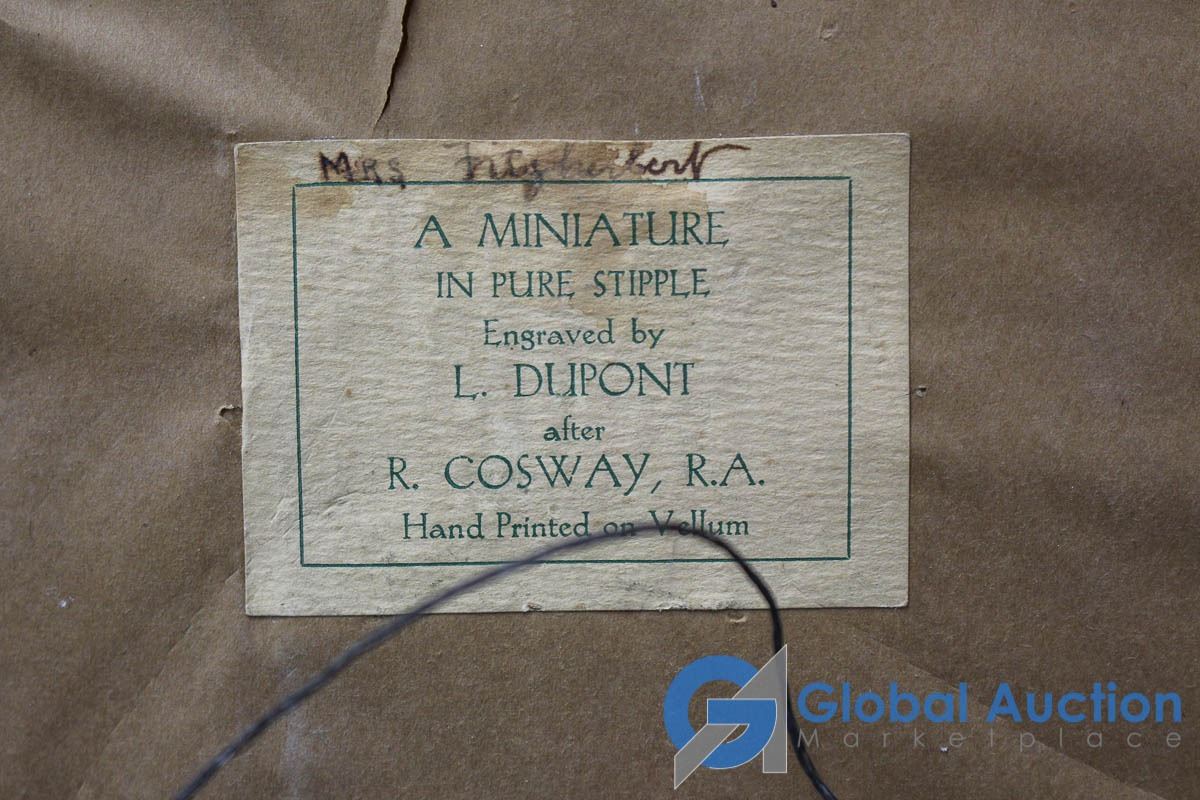 Mrs Fitzherbert
A MINIATURE
IN PURE STIPPLE
Engraved by
L. DUPONT
after
R. COSWAY, R.A.
Hand Printed on Vellum
Global Auction
Marketplace